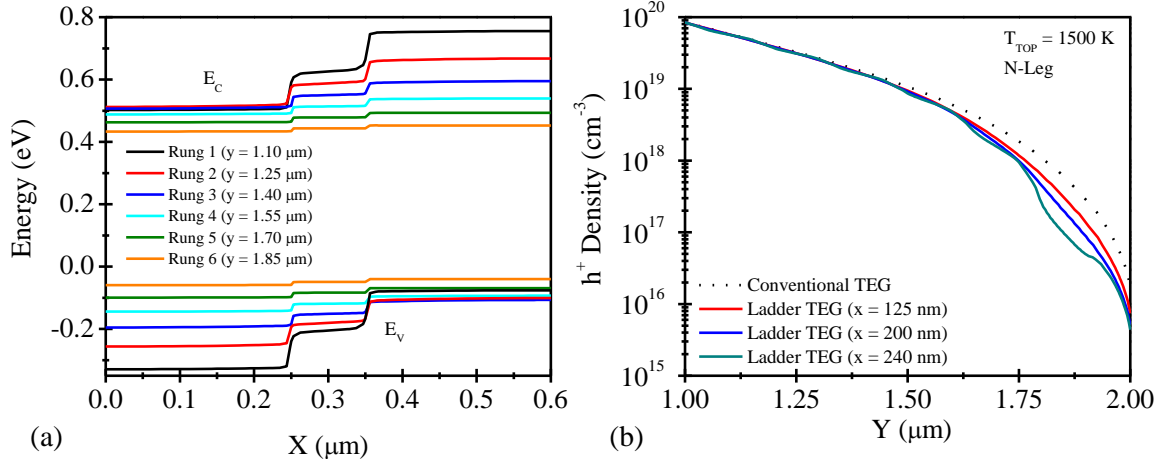 0.8
0.6
0.4
0.2
0.0
-0.2
Energy (eV)
E_C
Rung 1 (y = 1.10 μm)
Rung 2 (y = 1.25 μm)
Rung 3 (y = 1.40 μm)
Rung 4 (y = 1.55 μm)
Rung 5 (y = 1.70 μm)
Rung 6 (y = 1.85 μm)
E_V
0.0 0.1 0.2 0.3 0.4 0.5 0.6
(a)
X (μm)
10^20
10^19
10^18
10^17
10^16
10^15
h^+ Density (cm^-3)
T_TOP = 1500 K
N-Leg
Conventional TEG
Ladder TEG (x = 125 nm)
Ladder TEG (x = 200 nm)
Ladder TEG (x = 240 nm)
1.00 1.25 1.50 1.75 2.00
(b)
Y (μm)